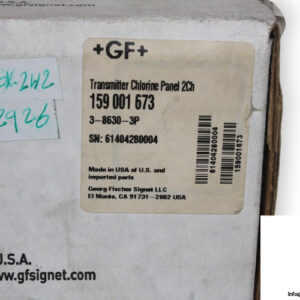 +GF+
Transmitter Chlorine Panel 2Ch
159 001 673
3-8630-3P
SN: 61404280004
Made in USA of U.S. and
imported parts
Georg Fischer Signet LLC
El Monte, CA 91731-2882 USA
61404280004
159001673
2926
U.S.A.
www.gfsignet.com